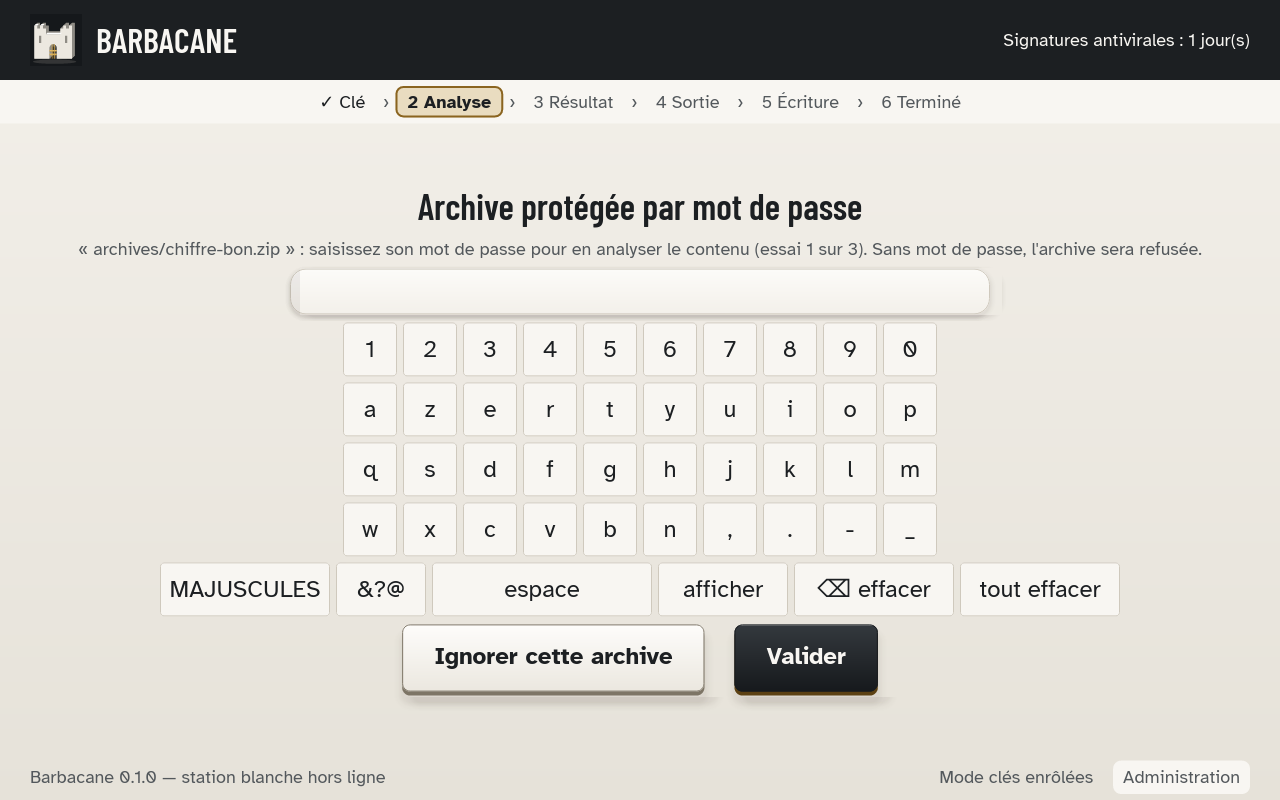 BARBACANE
Signatures antivirales : 1 jour(s)
✓ Clé › 2 Analyse › 3 Résultat › 4 Sortie › 5 Écriture › 6 Terminé
Archive protégée par mot de passe
« archives/chiffre-bon.zip » : saisissez son mot de passe pour en analyser le contenu (essai 1 sur 3). Sans mot de passe, l'archive sera refusée.
1 2 3 4 5 6 7 8 9 0
a z e r t y u i o p
q s d f g h j k l m
w x c v b n , . - _
MAJUSCULES &?@ espace afficher ⌫ effacer tout effacer
Ignorer cette archive Valider
Barbacane 0.1.0 — station blanche hors ligne
Mode clés enrôlées Administration